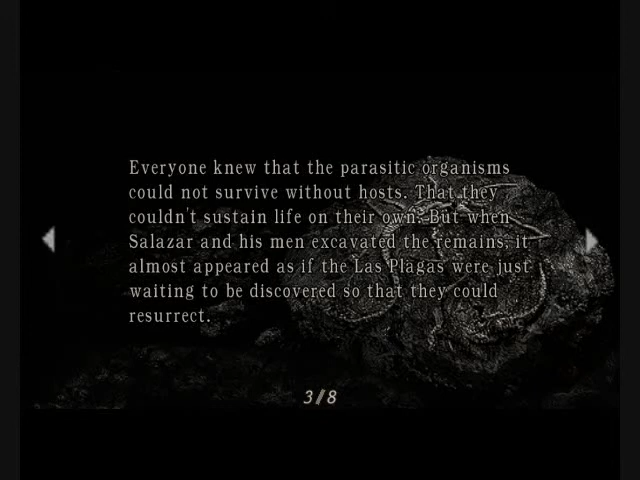 Everyone knew that the parasitic organisms
could not survive without hosts. That they
couldn't sustain life on their own. But when
Salazar and his men excavated the remains, it
almost appeared as if the Las Plagas were just
waiting to be discovered so that they could
resurrect.
3/8